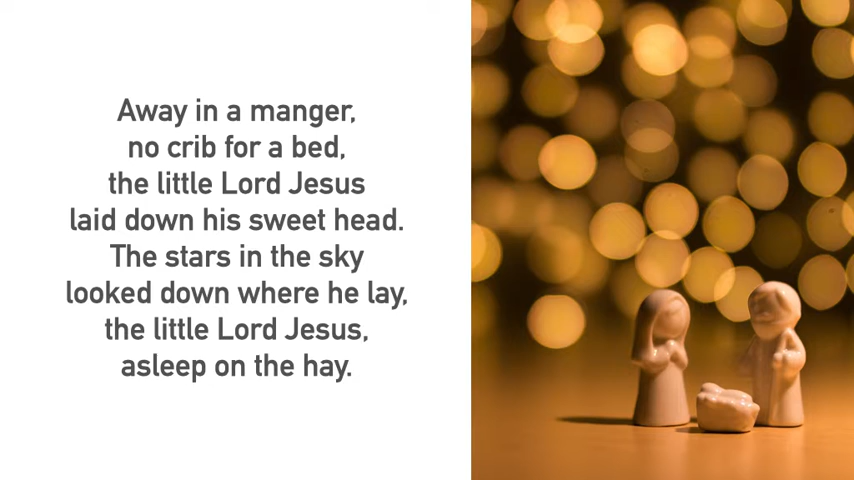 Away in a manger,
no crib for a bed,
the little Lord Jesus
laid down his sweet head.
The stars in the sky
looked down where he lay,
the little Lord Jesus,
asleep on the hay.